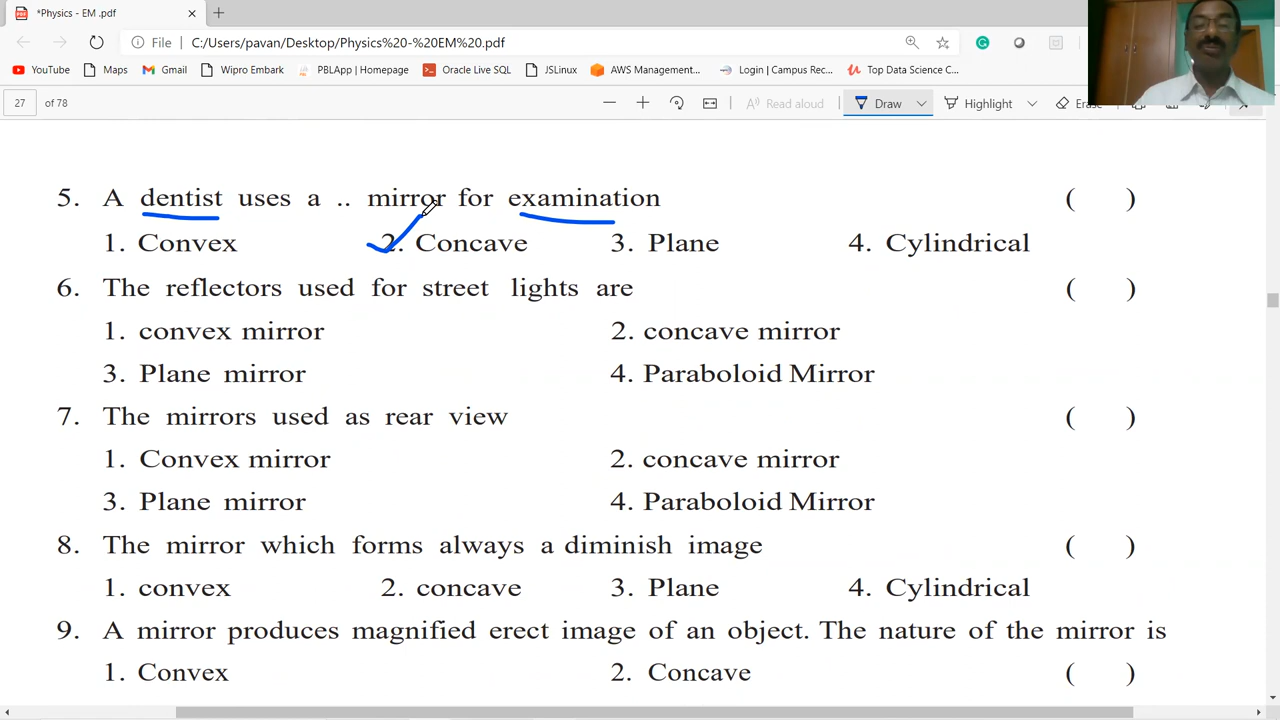 *Physics - EM .pdf
File C:/Users/pavan/Desktop/Physics%20-%20EM%20.pdf
YouTube Maps Gmail Wipro Embark PBLApp | Homepage Oracle Live SQL JSLinux AWS Management... Login | Campus Rec... Top Data Science C...
27 of 78 Read aloud Draw Highlight Erase
5. A dentist uses a .. mirror for examination ( )
1. Convex 2. Concave 3. Plane 4. Cylindrical
6. The reflectors used for street lights are ( )
1. convex mirror 2. concave mirror
3. Plane mirror 4. Paraboloid Mirror
7. The mirrors used as rear view ( )
1. Convex mirror 2. concave mirror
3. Plane mirror 4. Paraboloid Mirror
8. The mirror which forms always a diminish image ( )
1. convex 2. concave 3. Plane 4. Cylindrical
9. A mirror produces magnified erect image of an object. The nature of the mirror is
1. Convex 2. Concave ( )